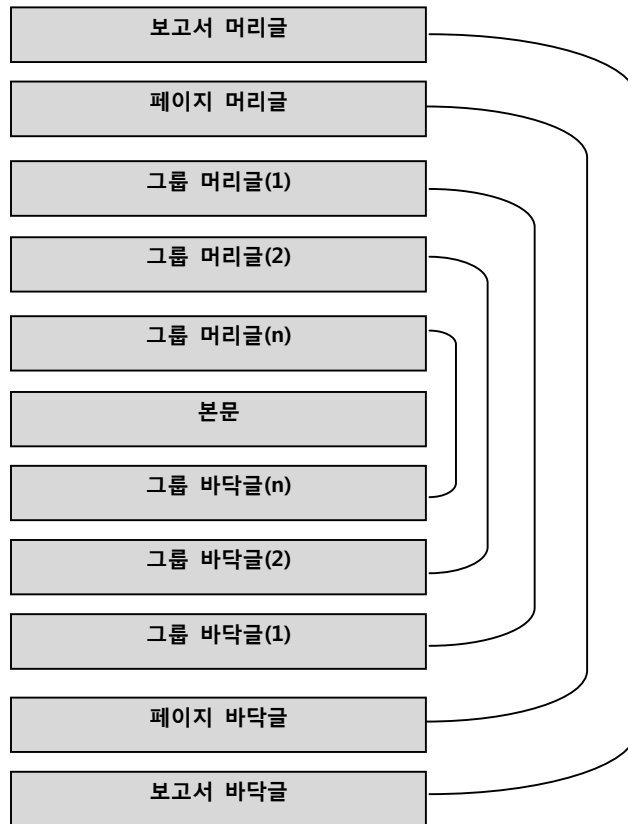 보고서 머리글
페이지 머리글
그룹 머리글(1)
그룹 머리글(2)
그룹 머리글(n)
본문
그룹 바닥글(n)
그룹 바닥글(2)
그룹 바닥글(1)
페이지 바닥글
보고서 바닥글